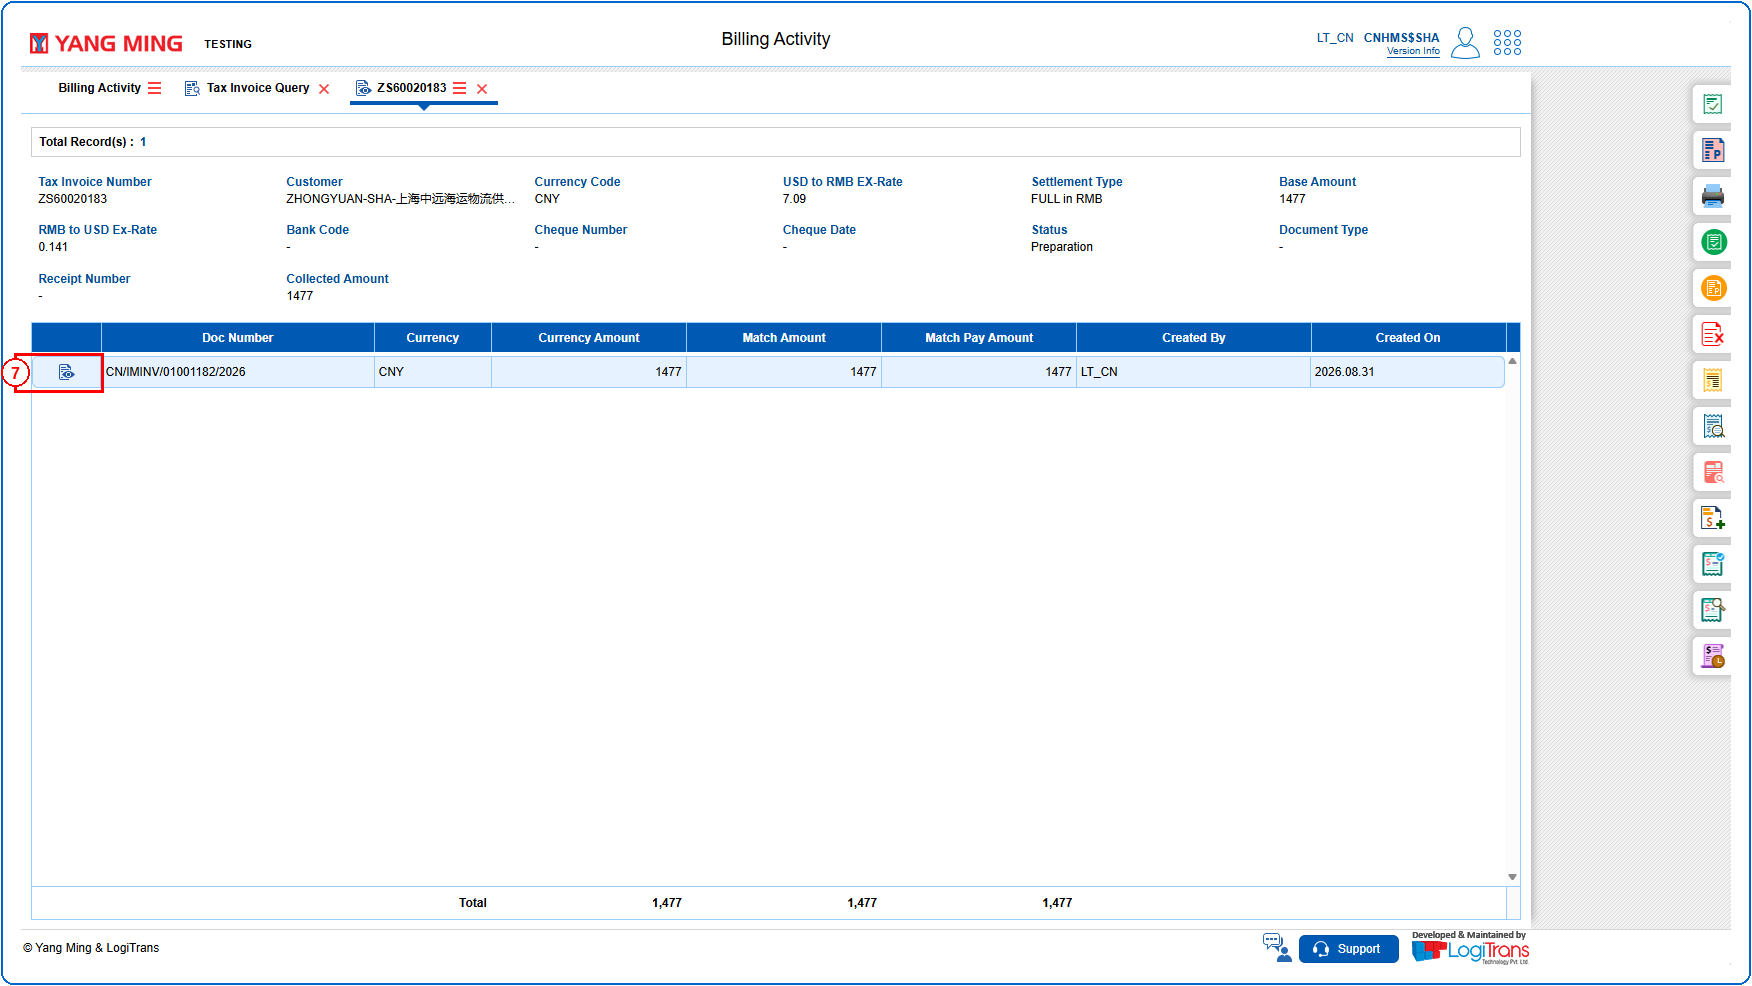 YANG MING TESTING
Billing Activity
LT_CN CNHMS$SHA
Version Info
Billing Activity
Tax Invoice Query
ZS60020183
Total Record(s) : 1
Tax Invoice Number Customer Currency Code USD to RMB EX-Rate Settlement Type Base Amount
ZS60020183 ZHONGYUAN-SHA-上海中远海运物流供... CNY 7.09 FULL in RMB 1477
RMB to USD Ex-Rate Bank Code Cheque Number Cheque Date Status Document Type
0.141 - - - Preparation -
Receipt Number Collected Amount
- 1477
Doc Number Currency Currency Amount Match Amount Match Pay Amount Created By Created On
7 CN/IMINV/01001182/2026 CNY 1477 1477 1477 LT_CN 2026.08.31
Total 1,477 1,477 1,477
© Yang Ming & LogiTrans
Support
Developed & Maintained by
LogiTrans
Technology Pvt. Ltd.